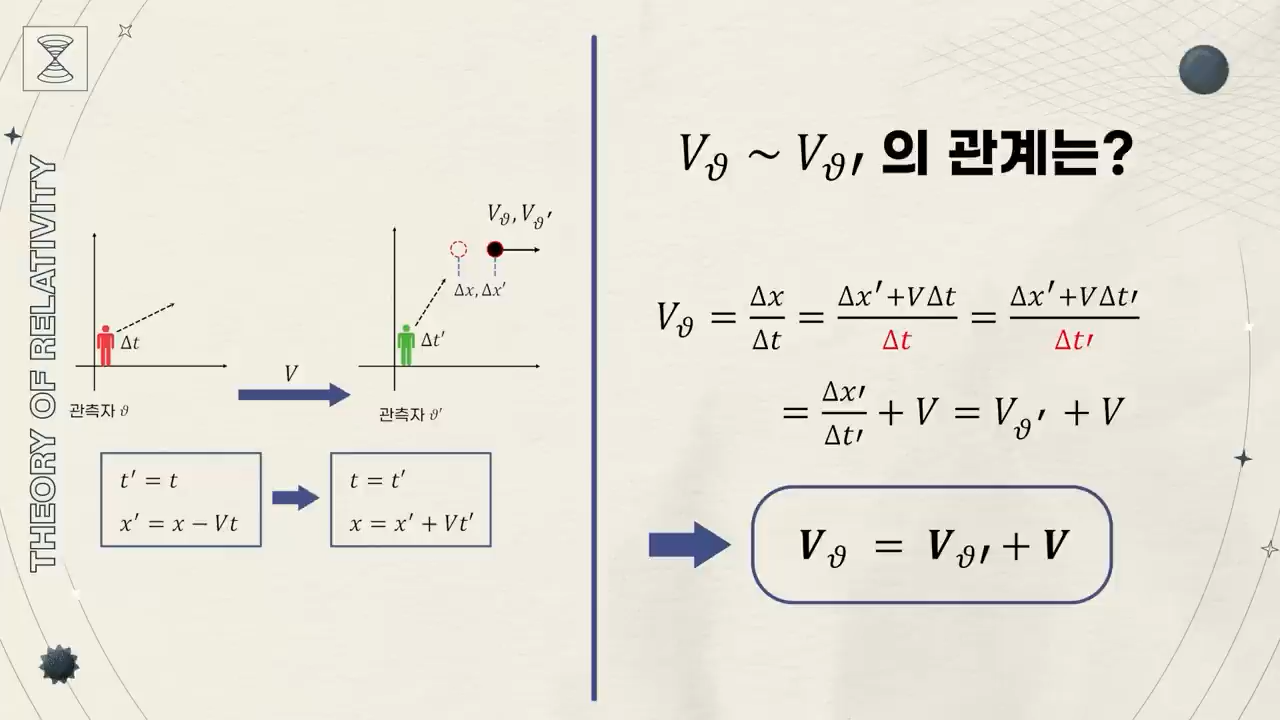 THEORY OF RELATIVITY
V_ϑ, V_ϑ′
Δx, Δx′
Δt
Δt′
V
관측자 ϑ
관측자 ϑ′
t′ = t
x′ = x − Vt
t = t′
x = x′ + Vt′
V_ϑ ~ V_ϑ′ 의 관계는?
V_ϑ = Δx/Δt = (Δx′+VΔt)/Δt = (Δx′+VΔt′)/Δt′
= Δx′/Δt′ + V = V_ϑ′ + V
V_ϑ = V_ϑ′ + V